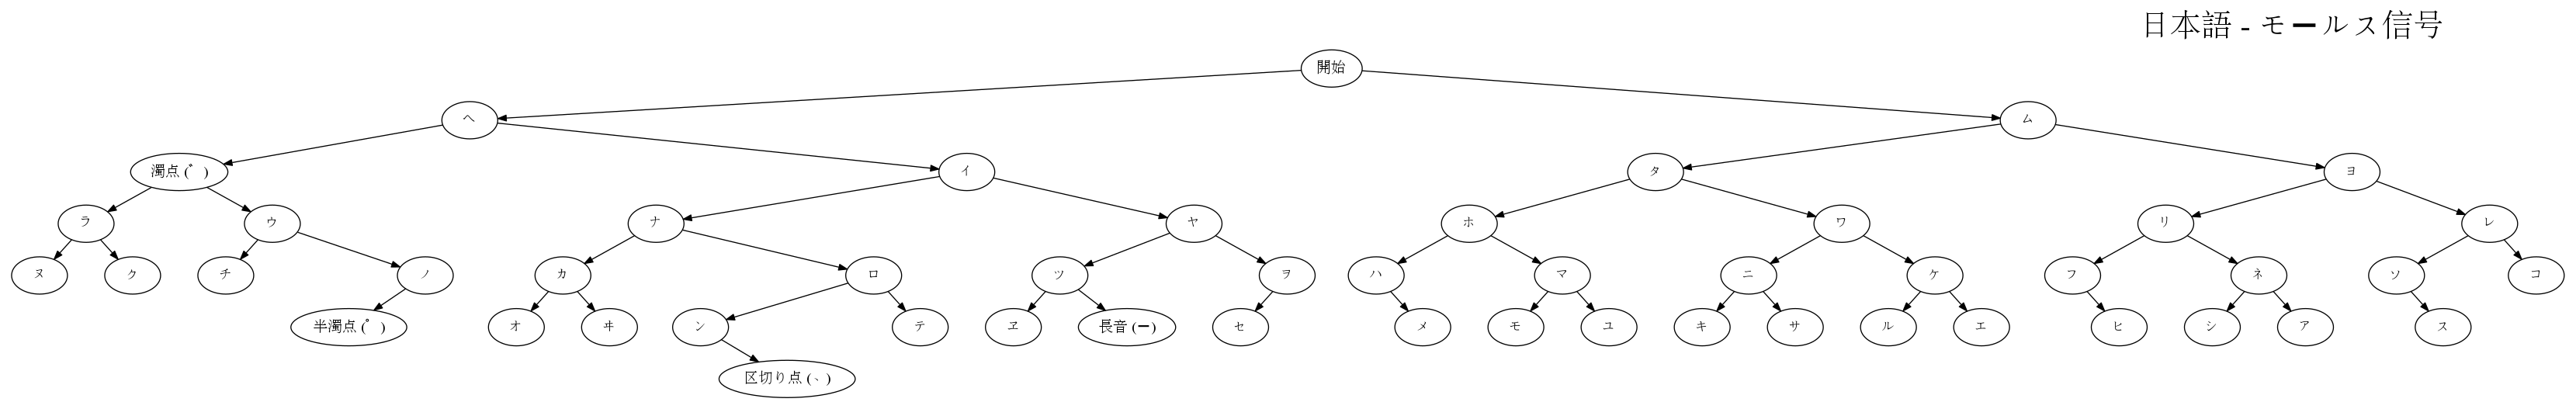 日本語 - モールス信号
開始
ヘ
ム
濁点 (゛)
イ
タ
ヨ
ラ
ウ
ナ
ヤ
ホ
ワ
リ
レ
ヌ
ク
チ
ノ
カ
ロ
ツ
ヲ
ハ
マ
ニ
ケ
フ
ネ
ソ
コ
半濁点 (゜)
オ
ヰ
ン
テ
ヱ
長音 (ー)
セ
メ
モ
ユ
キ
サ
ル
エ
ヒ
シ
ア
ス
区切り点 (、)